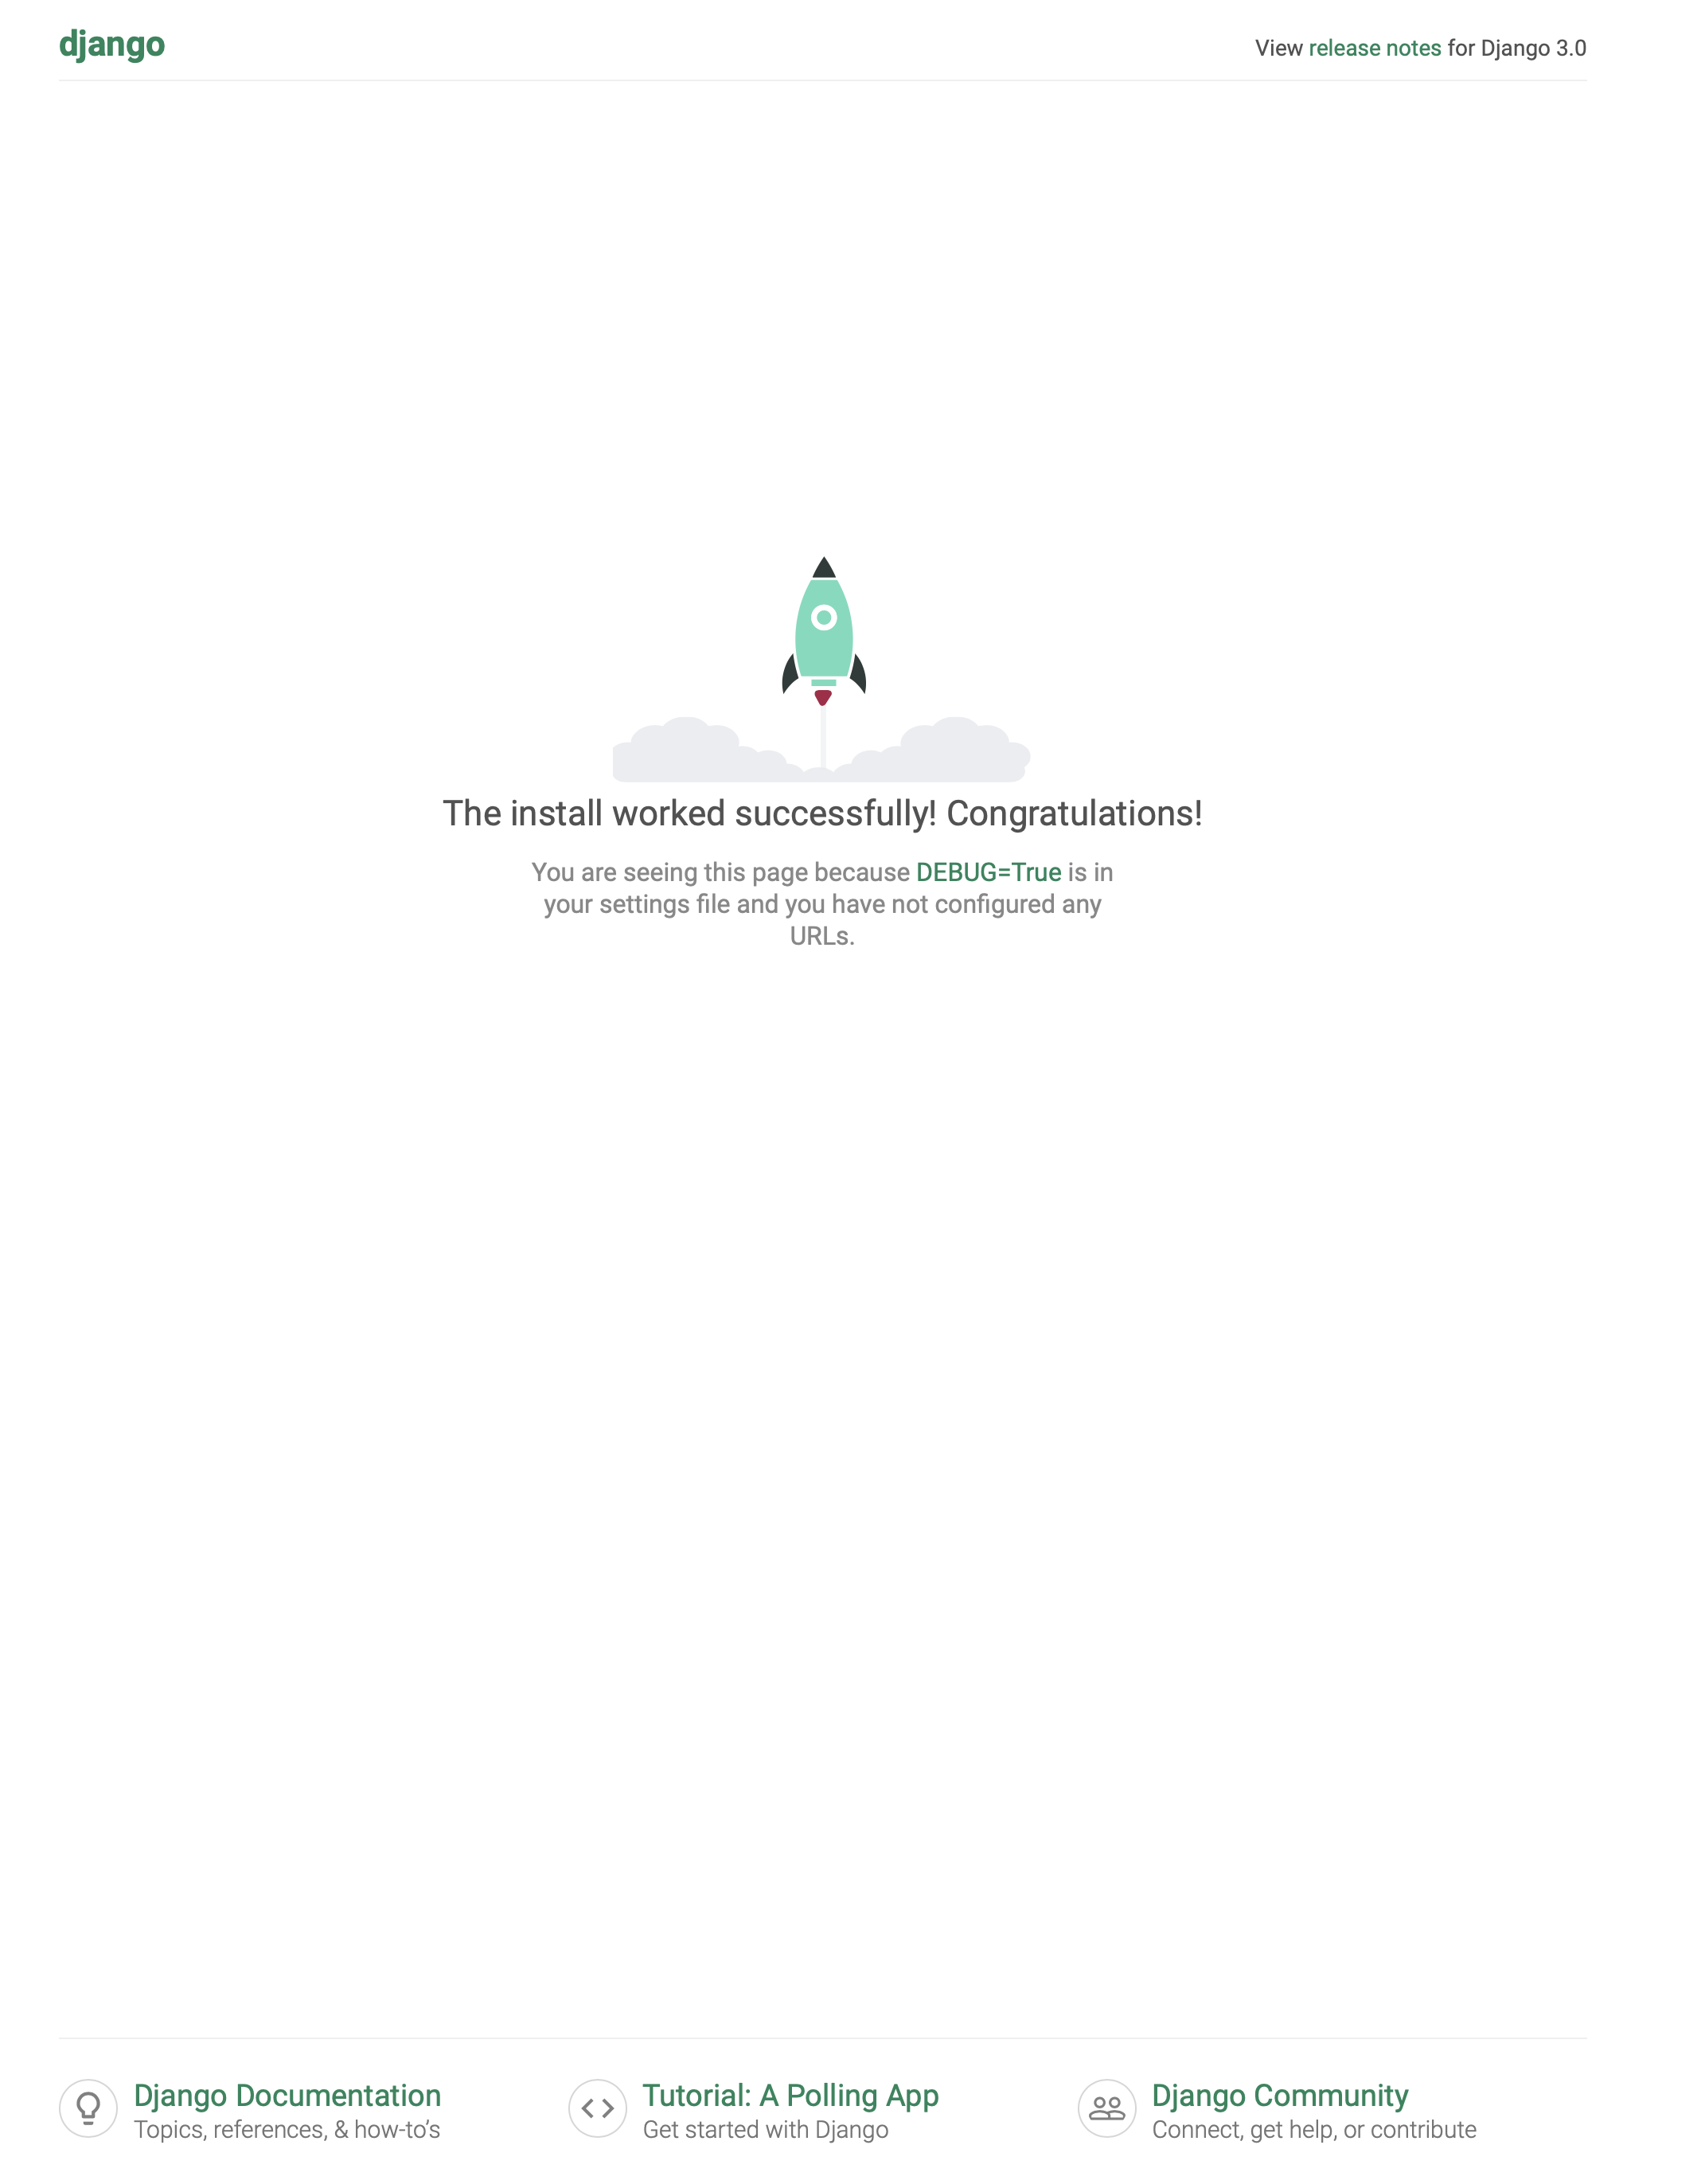 django
View release notes for Django 3.0
The install worked successfully! Congratulations!
You are seeing this page because DEBUG=True is in
your settings file and you have not configured any
URLs.
Django Documentation
Topics, references, & how-to’s
Tutorial: A Polling App
Get started with Django
Django Community
Connect, get help, or contribute